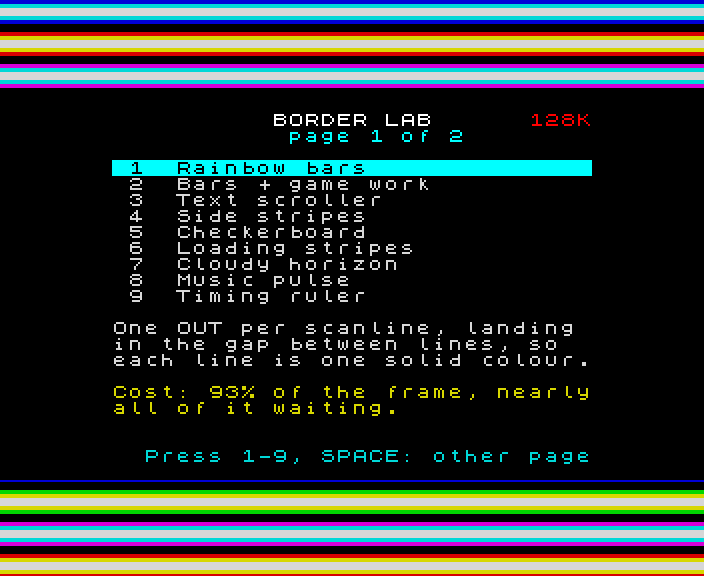 BORDER LAB 128K
page 1 of 2
1 Rainbow bars
2 Bars + game work
3 Text scroller
4 Side stripes
5 Checkerboard
6 Loading stripes
7 Cloudy horizon
8 Music pulse
9 Timing ruler
One OUT per scanline, landing
in the gap between lines, so
each line is one solid colour.
Cost: 93% of the frame, nearly
all of it waiting.
Press 1-9, SPACE: other page